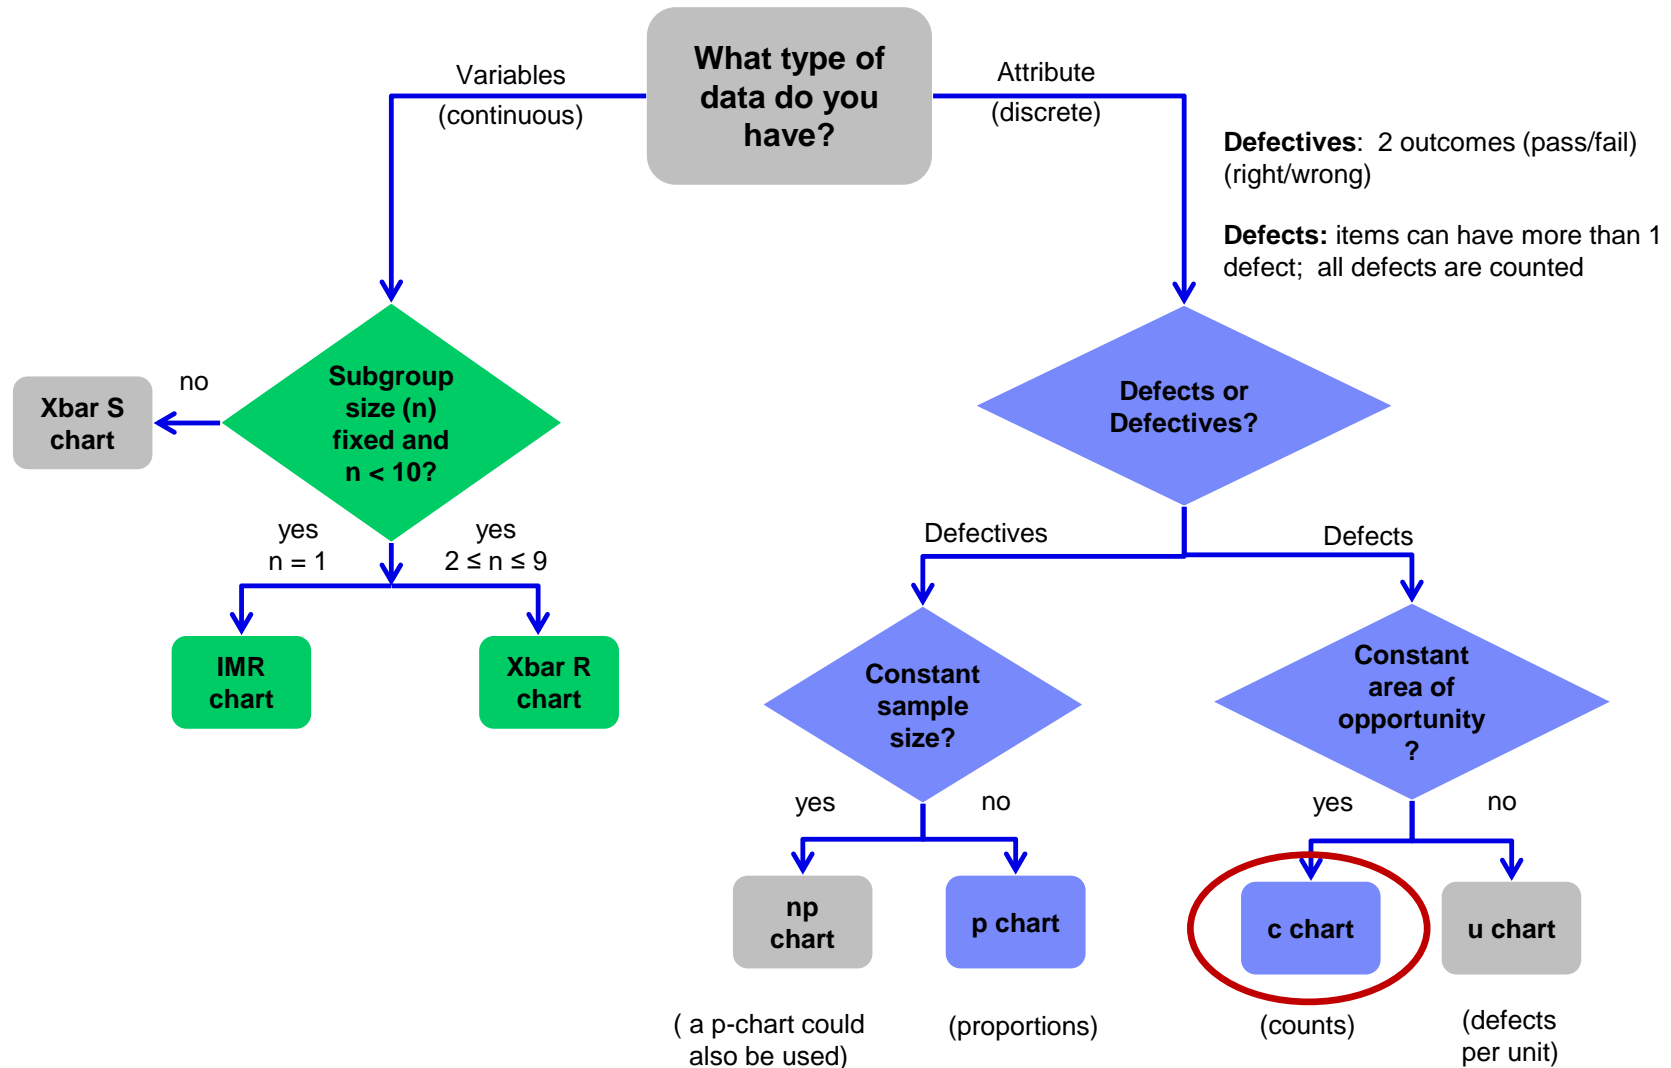 What type of
data do you
have?
Variables
(continuous)
Attribute
(discrete)
Defectives:  2 outcomes (pass/fail)
(right/wrong)
Defects: items can have more than 1
defect;  all defects are counted
Subgroup
size (n)
fixed and
n < 10?
no
Xbar S
chart
yes
n = 1
yes
2 ≤ n ≤ 9
IMR
chart
Xbar R
chart
Defects or
Defectives?
Defectives
Defects
Constant
sample
size?
Constant
area of
opportunity
?
yes
no
yes
no
np
chart
p chart
c chart
u chart
( a p-chart could
also be used)
(proportions)
(counts)
(defects
per unit)